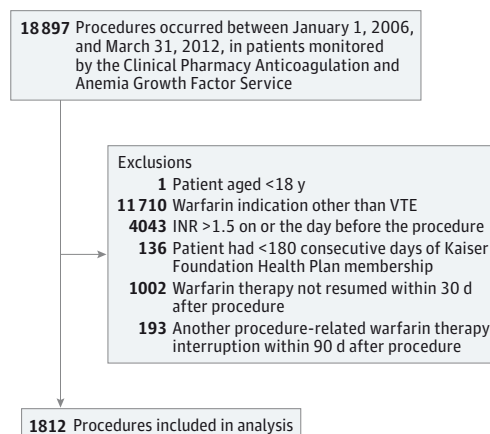 18 897 Procedures occurred between January 1, 2006,
and March 31, 2012, in patients monitored
by the Clinical Pharmacy Anticoagulation and
Anemia Growth Factor Service
Exclusions
1 Patient aged <18 y
11 710 Warfarin indication other than VTE
4043 INR >1.5 on or the day before the procedure
136 Patient had <180 consecutive days of Kaiser
Foundation Health Plan membership
1002 Warfarin therapy not resumed within 30 d
after procedure
193 Another procedure-related warfarin therapy
interruption within 90 d after procedure
1812 Procedures included in analysis